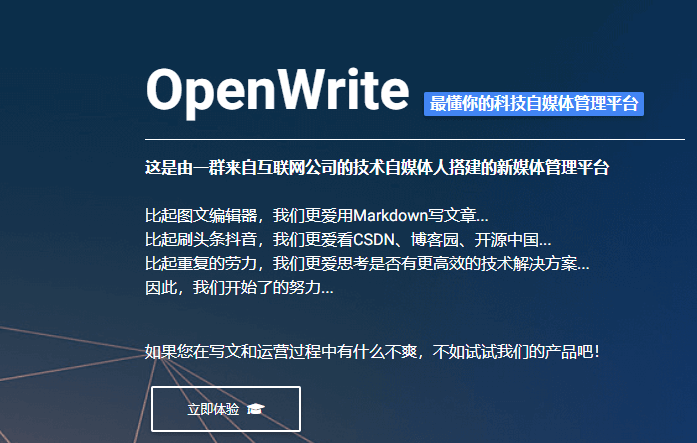 OpenWrite 最懂你的科技自媒体管理平台
这是由一群来自互联网公司的技术自媒体人搭建的新媒体管理平台
比起图文编辑器，我们更爱用Markdown写文章...
比起刷头条抖音，我们更爱看CSDN、博客园、开源中国...
比起重复的劳力，我们更爱思考是否有更高效的技术解决方案...
因此，我们开始了的努力...
如果您在写文和运营过程中有什么不爽，不如试试我们的产品吧！
立即体验